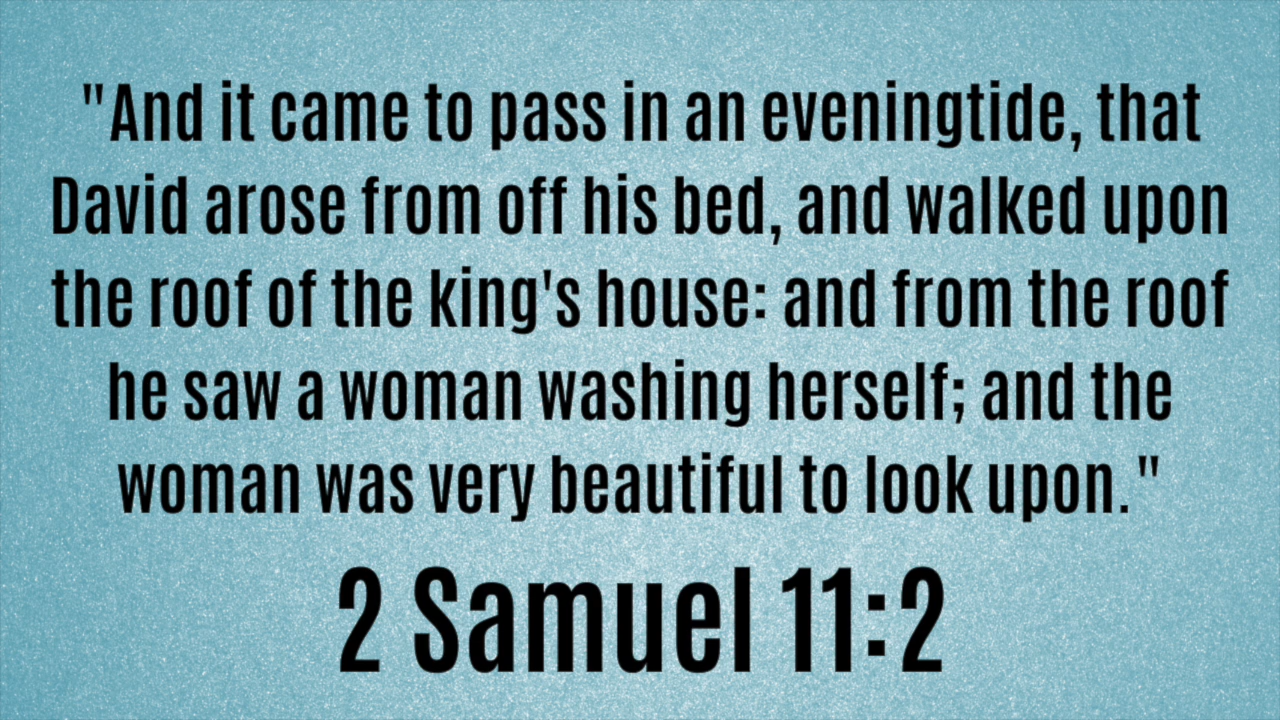 "And it came to pass in an eveningtide, that
David arose from off his bed, and walked upon
the roof of the king's house: and from the roof
he saw a woman washing herself; and the
woman was very beautiful to look upon."
2 Samuel 11:2